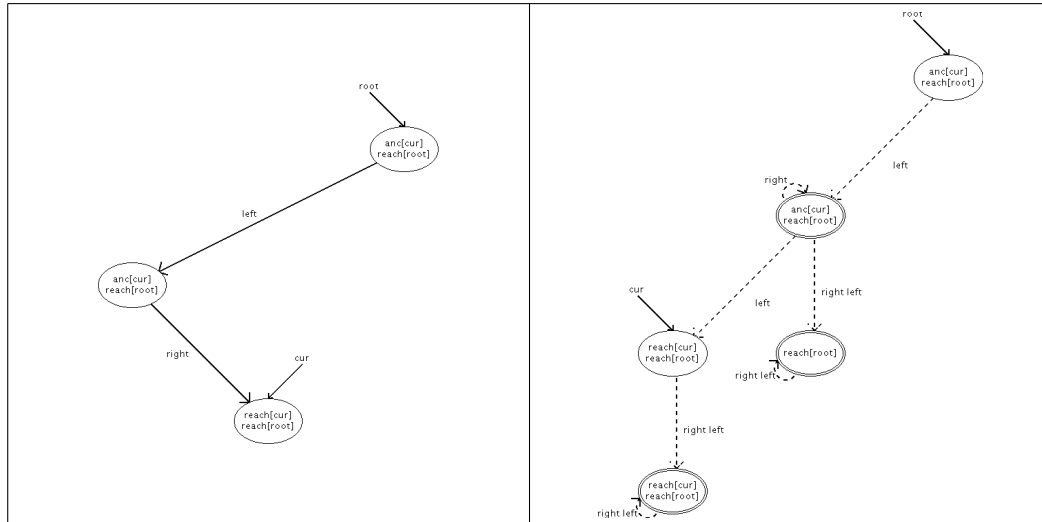 root
anc[cur]
reach[root]
left
anc[cur]
reach[root]
right
cur
reach[cur]
reach[root]
root
anc[cur]
reach[root]
left
right
anc[cur]
reach[root]
cur
left
right left
reach[cur]
reach[root]
reach[root]
right left
right left
reach[cur]
reach[root]
right left